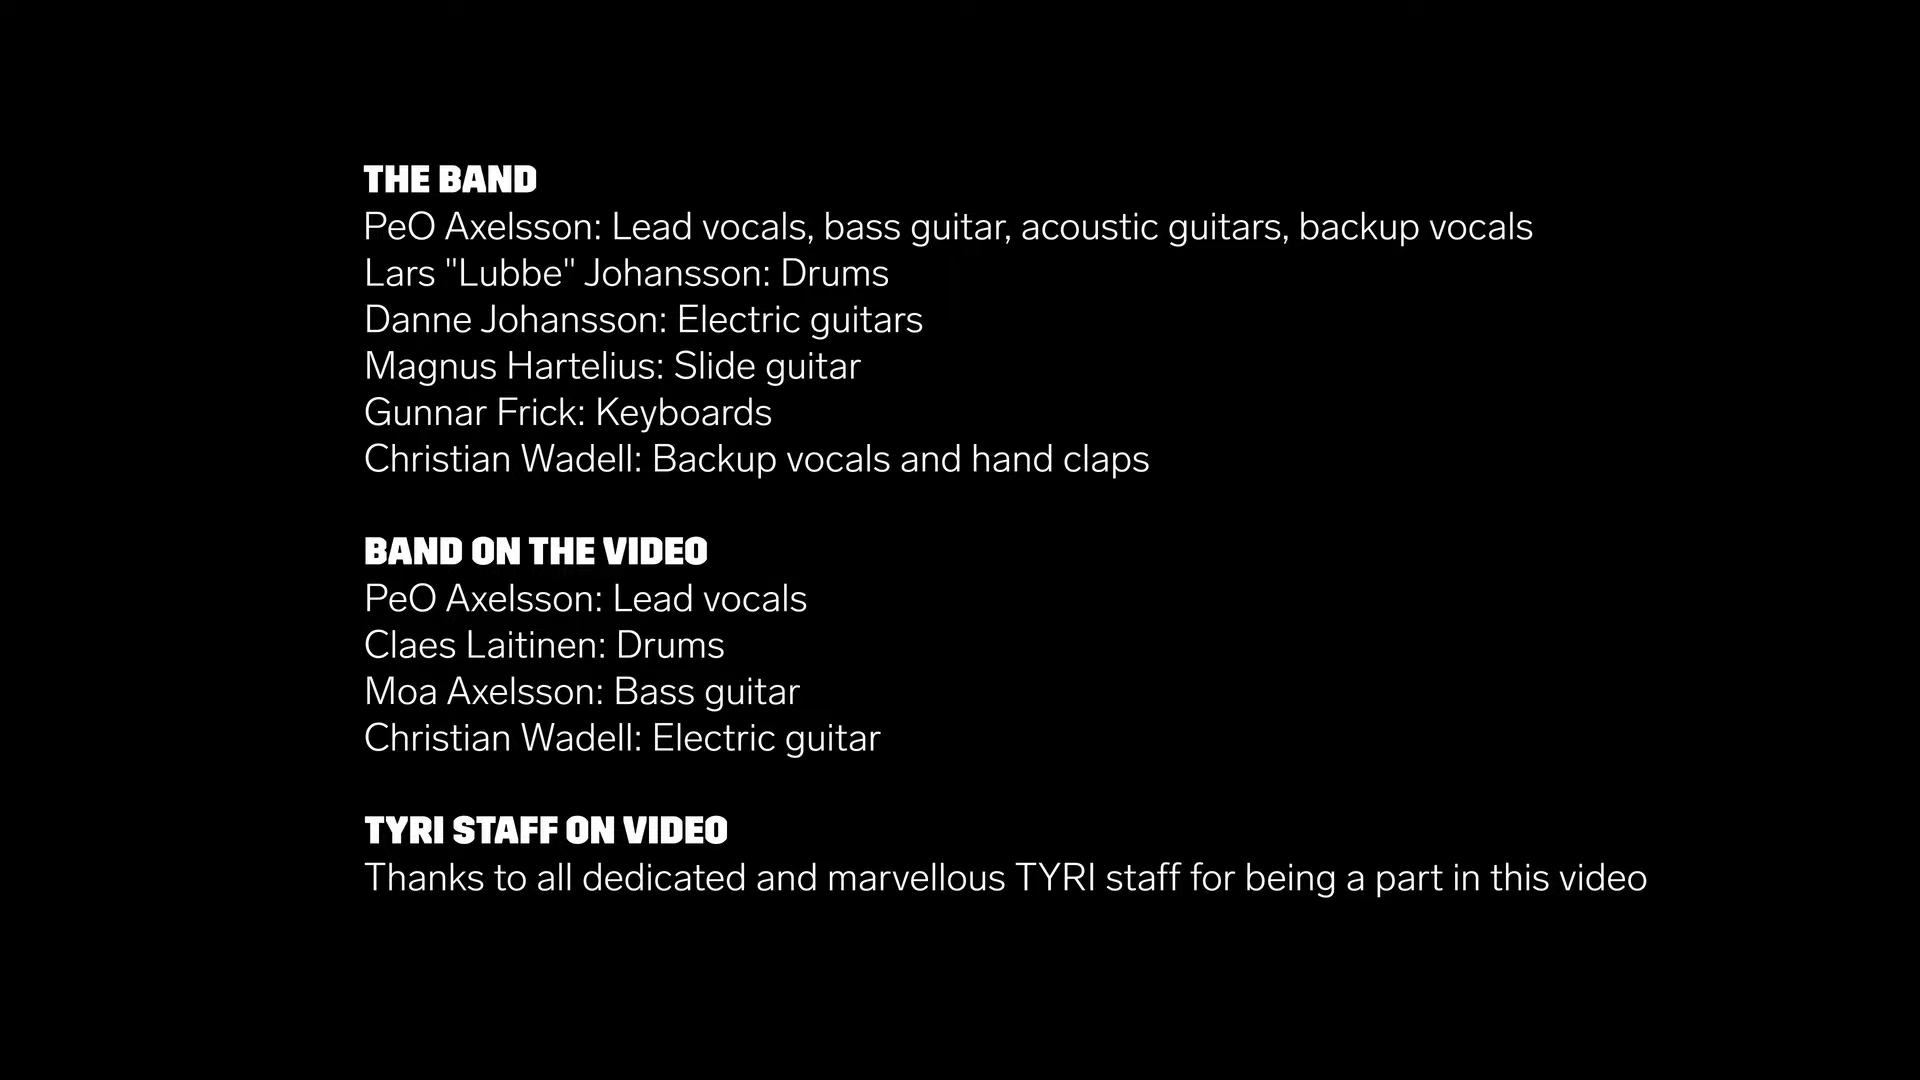 THE BAND
PeO Axelsson: Lead vocals, bass guitar, acoustic guitars, backup vocals
Lars "Lubbe" Johansson: Drums
Danne Johansson: Electric guitars
Magnus Hartelius: Slide guitar
Gunnar Frick: Keyboards
Christian Wadell: Backup vocals and hand claps
BAND ON THE VIDEO
PeO Axelsson: Lead vocals
Claes Laitinen: Drums
Moa Axelsson: Bass guitar
Christian Wadell: Electric guitar
TYRI STAFF ON VIDEO
Thanks to all dedicated and marvellous TYRI staff for being a part in this video